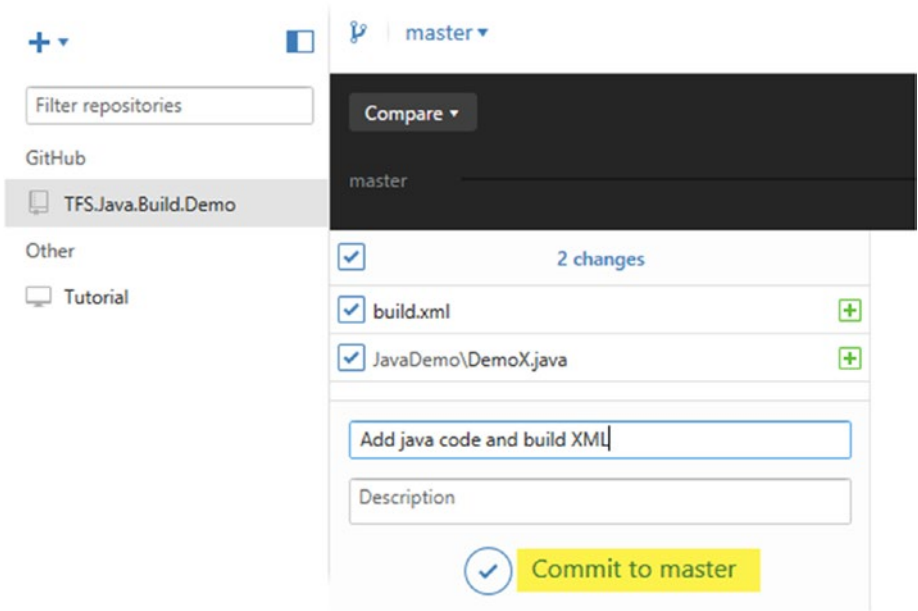 master
Filter repositories
GitHub
TFS.Java.Build.Demo
Other
Tutorial
Compare
master
2 changes
build.xml
JavaDemo\DemoX.java
Add java code and build XML
Description
Commit to master